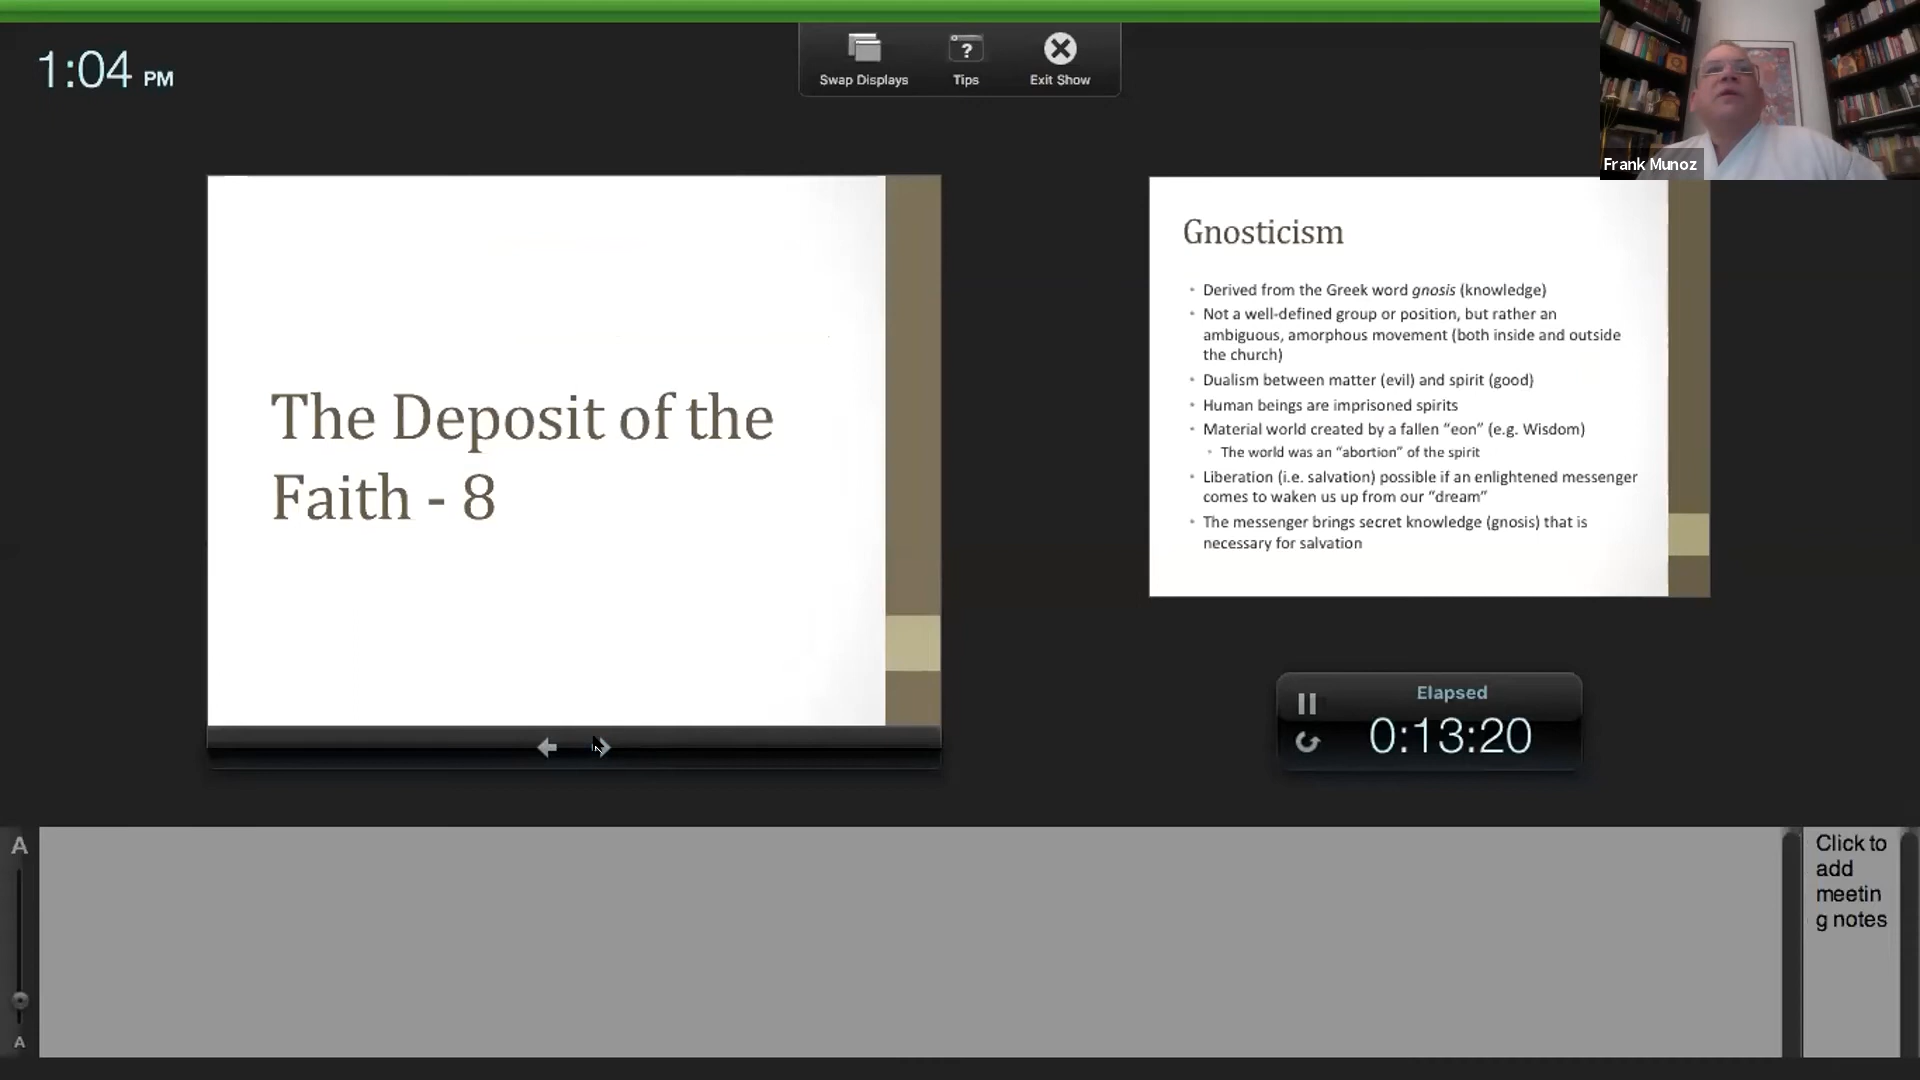 1:04 PM
Swap Displays
Tips
Exit Show
Frank Munoz
The Deposit of the
Faith - 8
Gnosticism
• Derived from the Greek word gnosis (knowledge)
• Not a well-defined group or position, but rather an
ambiguous, amorphous movement (both inside and outside
the church)
• Dualism between matter (evil) and spirit (good)
• Human beings are imprisoned spirits
• Material world created by a fallen “eon” (e.g. Wisdom)
• The world was an “abortion” of the spirit
• Liberation (i.e. salvation) possible if an enlightened messenger
comes to waken us up from our “dream”
• The messenger brings secret knowledge (gnosis) that is
necessary for salvation
Elapsed
0:13:20
A
A
Click to
add
meetin
g notes